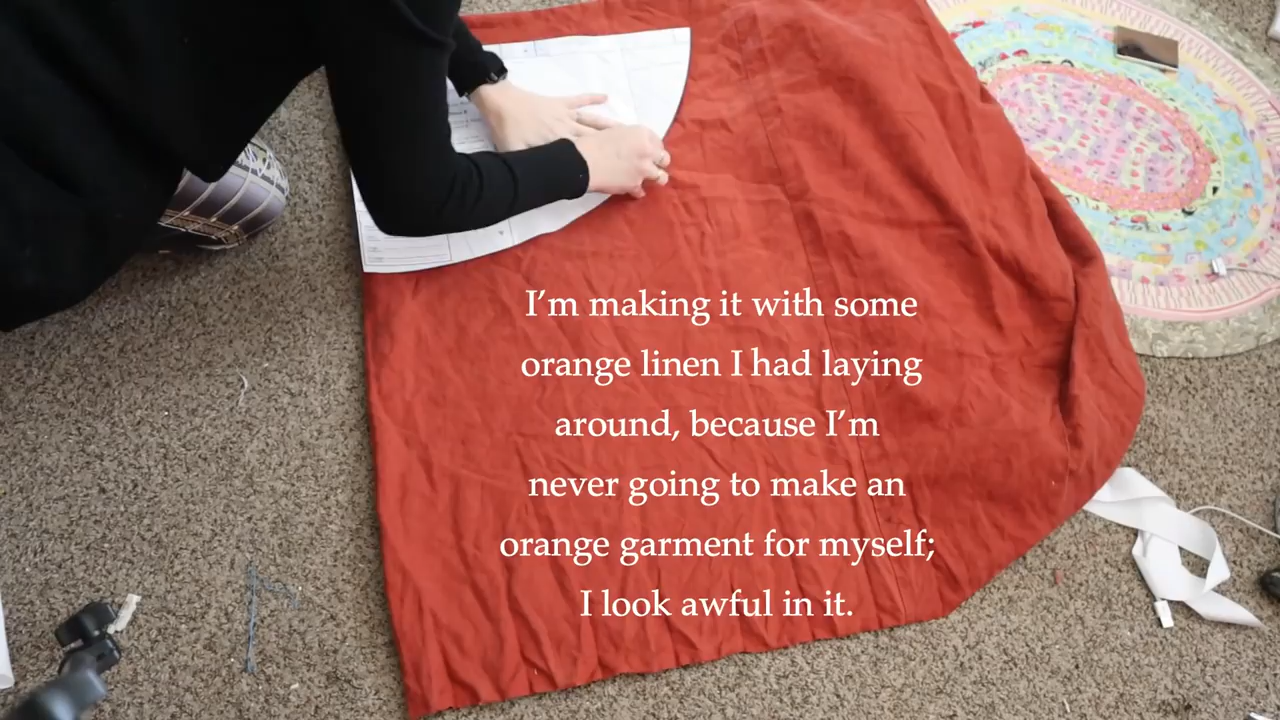 I’m making it with some
orange linen I had laying
around, because I’m
never going to make an
orange garment for myself;
I look awful in it.